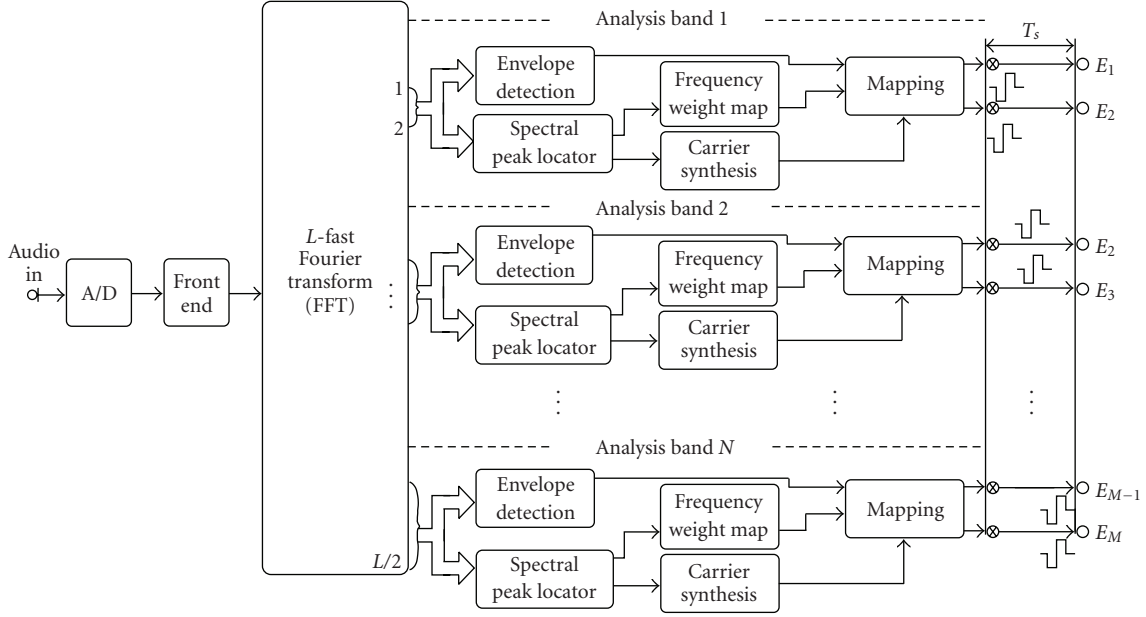 Analysis band 1
T_s
Envelope
detection
Frequency
weight map
Mapping
E_1
E_2
1
2
Spectral
peak locator
Carrier
synthesis
Analysis band 2
Envelope
detection
Frequency
weight map
Mapping
E_2
E_3
Spectral
peak locator
Carrier
synthesis
Audio
in
A/D
Front
end
L-fast
Fourier
transform
(FFT)
Analysis band N
Envelope
detection
Frequency
weight map
Mapping
E_{M−1}
E_M
L/2
Spectral
peak locator
Carrier
synthesis